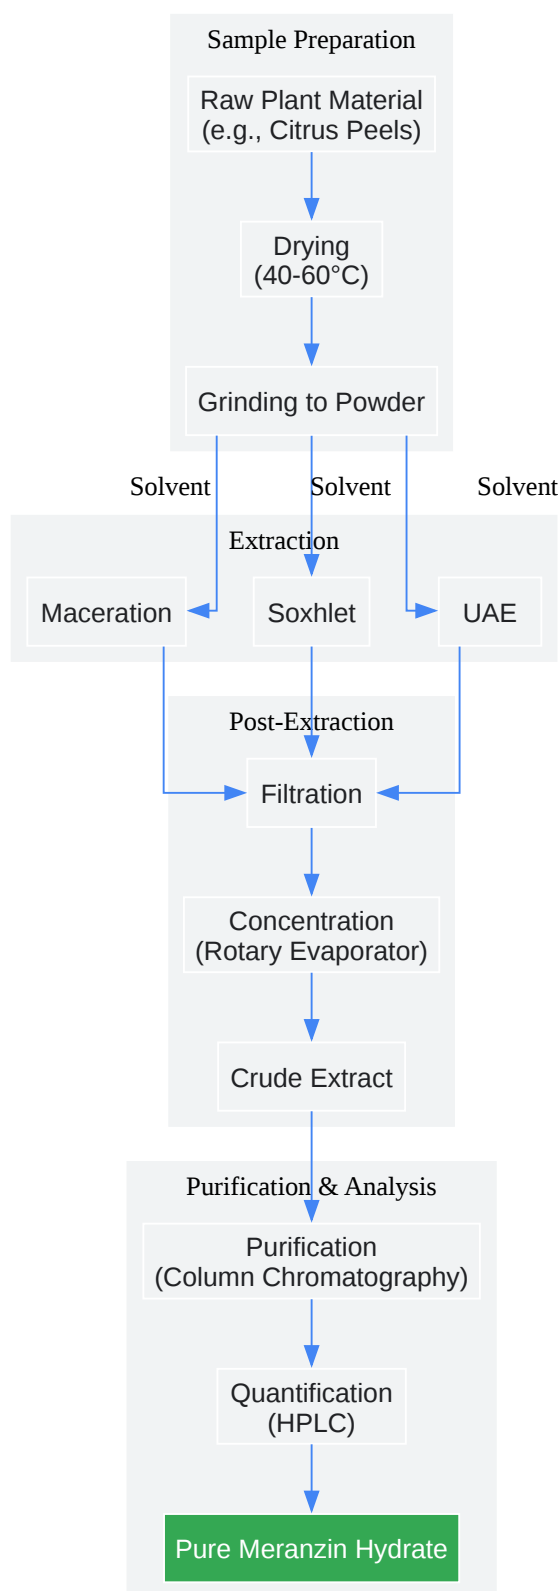 Sample Preparation
Raw Plant Material
(e.g., Citrus Peels)
Drying
(40-60°C)
Grinding to Powder
Solvent
Solvent
Solvent
Extraction
Maceration
Soxhlet
UAE
Post-Extraction
Filtration
Concentration
(Rotary Evaporator)
Crude Extract
Purification & Analysis
Purification
(Column Chromatography)
Quantification
(HPLC)
Pure Meranzin Hydrate